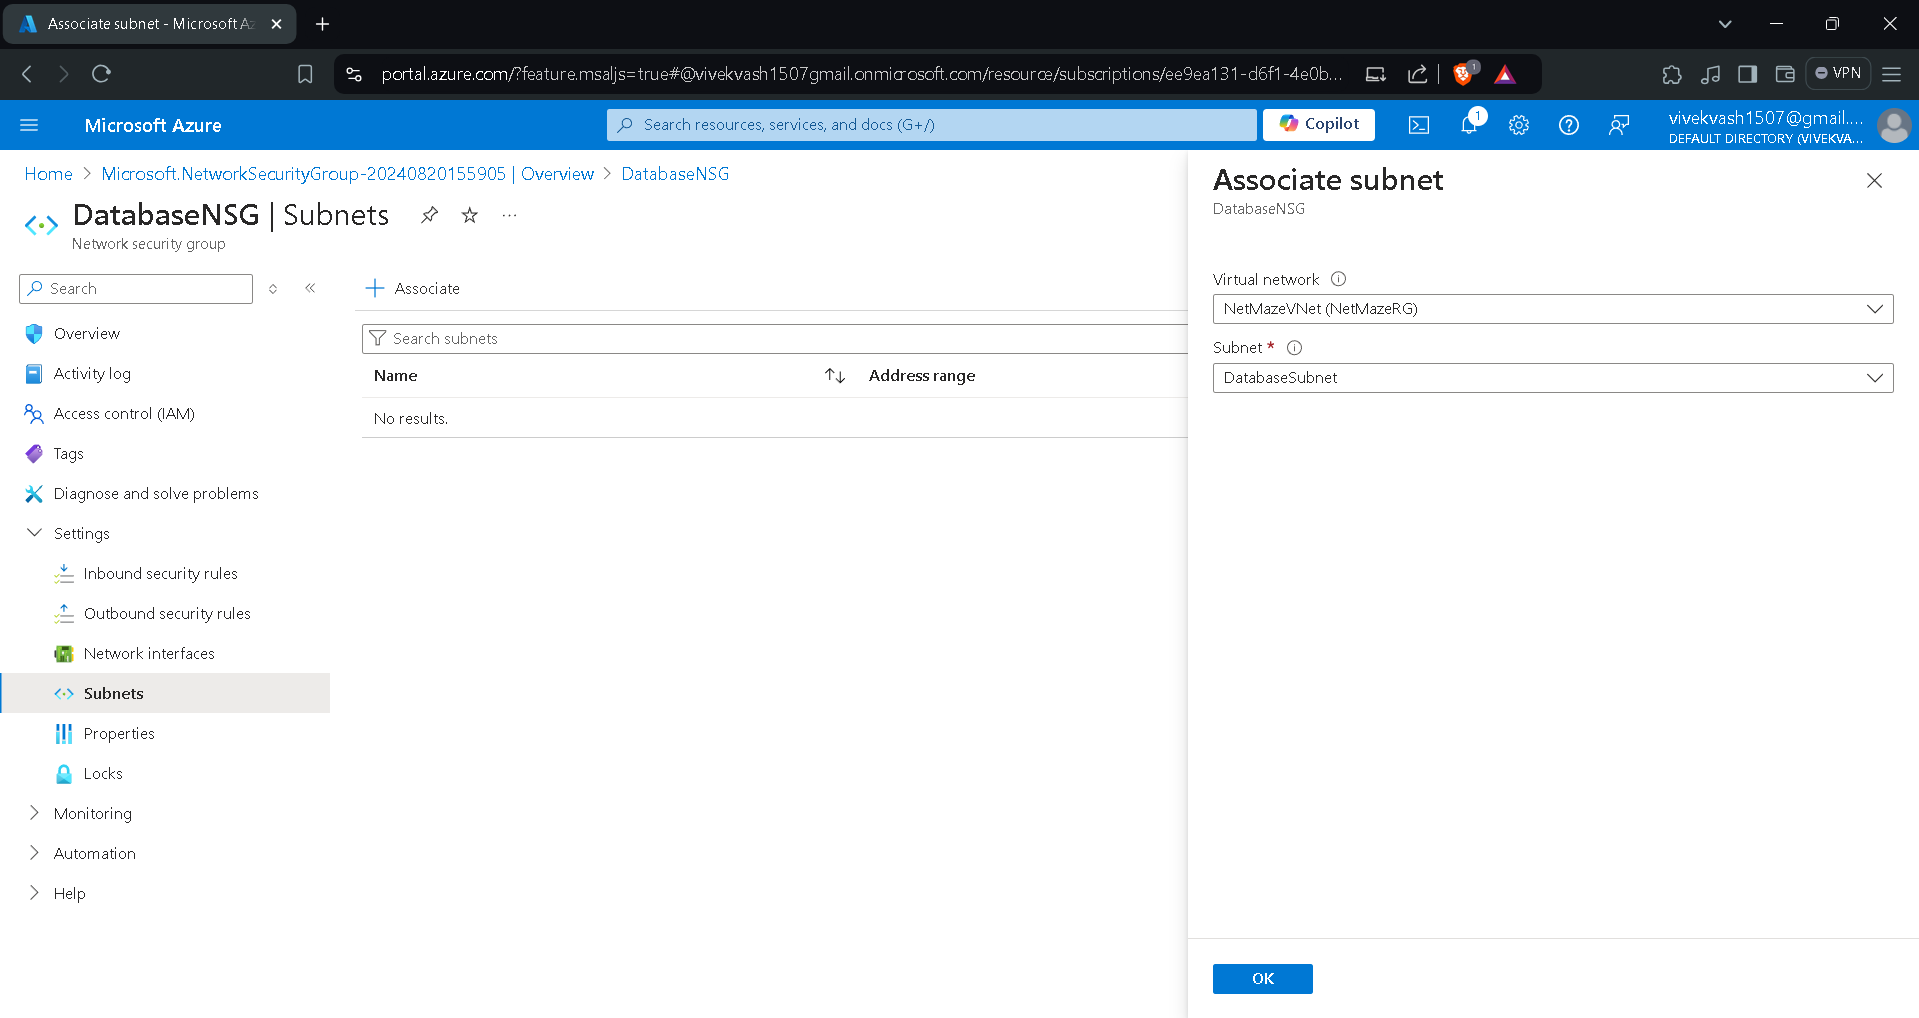 Associate subnet - Microsoft Az
portal.azure.com/?feature.msaljs=true#@vivekvash1507gmail.onmicrosoft.com/resource/subscriptions/ee9ea131-d6f1-4e0b...
1
VPN
Microsoft Azure
Search resources, services, and docs (G+/)
Copilot
1
vivekvash1507@gmail....
DEFAULT DIRECTORY (VIVEKVA...
Home > Microsoft.NetworkSecurityGroup-20240820155905 | Overview > DatabaseNSG
DatabaseNSG | Subnets
...
Network security group
Search
Overview
Activity log
Access control (IAM)
Tags
Diagnose and solve problems
Settings
Inbound security rules
Outbound security rules
Network interfaces
Subnets
Properties
Locks
Monitoring
Automation
Help
Associate
Search subnets
Name
Address range
No results.
Associate subnet
DatabaseNSG
Virtual network
NetMazeVNet (NetMazeRG)
Subnet *
DatabaseSubnet
OK